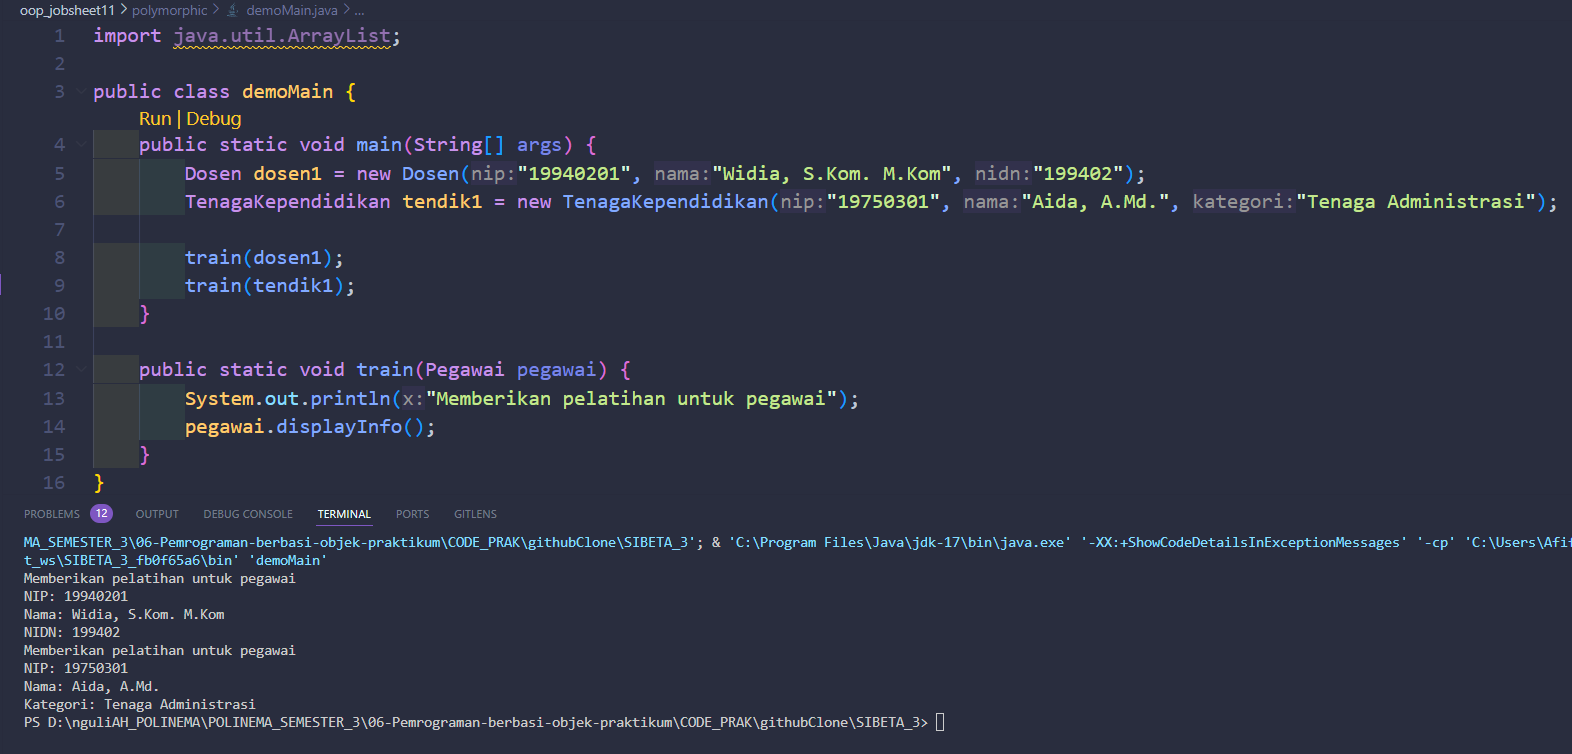 oop_jobsheet11 > polymorphic > demoMain.java > ...
1 import java.util.ArrayList;
2
3 public class demoMain {
Run | Debug
4 public static void main(String[] args) {
5 Dosen dosen1 = new Dosen(nip:"19940201", nama:"Widia, S.Kom. M.Kom", nidn:"199402");
6 TenagaKependidikan tendik1 = new TenagaKependidikan(nip:"19750301", nama:"Aida, A.Md.", kategori:"Tenaga Administrasi");
7
8 train(dosen1);
9 train(tendik1);
10 }
11
12 public static void train(Pegawai pegawai) {
13 System.out.println(x:"Memberikan pelatihan untuk pegawai");
14 pegawai.displayInfo();
15 }
16 }
PROBLEMS 12 OUTPUT DEBUG CONSOLE TERMINAL PORTS GITLENS
MA_SEMESTER_3\06-Pemrograman-berbasi-objek-praktikum\CODE_PRAK\githubClone\SIBETA_3'; & 'C:\Program Files\Java\jdk-17\bin\java.exe' '-XX:+ShowCodeDetailsInExceptionMessages' '-cp' 'C:\Users\Afi
t_ws\SIBETA_3_fb0f65a6\bin' 'demoMain'
Memberikan pelatihan untuk pegawai
NIP: 19940201
Nama: Widia, S.Kom. M.Kom
NIDN: 199402
Memberikan pelatihan untuk pegawai
NIP: 19750301
Nama: Aida, A.Md.
Kategori: Tenaga Administrasi
PS D:\nguliAH_POLINEMA\POLINEMA_SEMESTER_3\06-Pemrograman-berbasi-objek-praktikum\CODE_PRAK\githubClone\SIBETA_3>